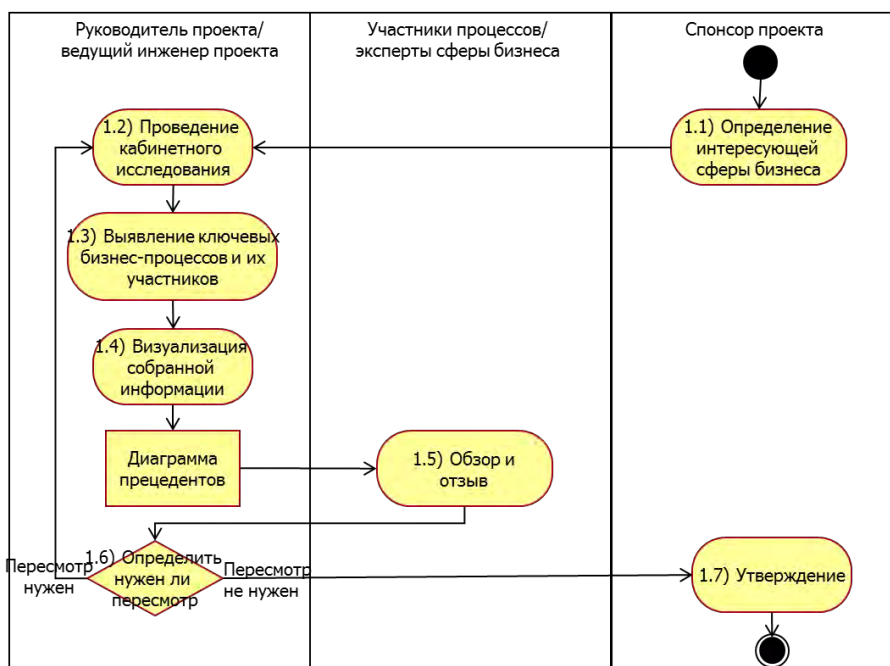 Руководитель проекта/
ведущий инженер проекта
Участники процессов/
эксперты сферы бизнеса
Спонсор проекта
1.1) Определение
интересующей
сферы бизнеса
1.2) Проведение
кабинетного
исследования
1.3) Выявление ключевых
бизнес-процессов и их
участников
1.4) Визуализация
собранной
информации
Диаграмма
прецедентов
1.5) Обзор и
отзыв
1.6) Определить
нужен ли
пересмотр
Пересмотр
нужен
Пересмотр
не нужен
1.7) Утверждение